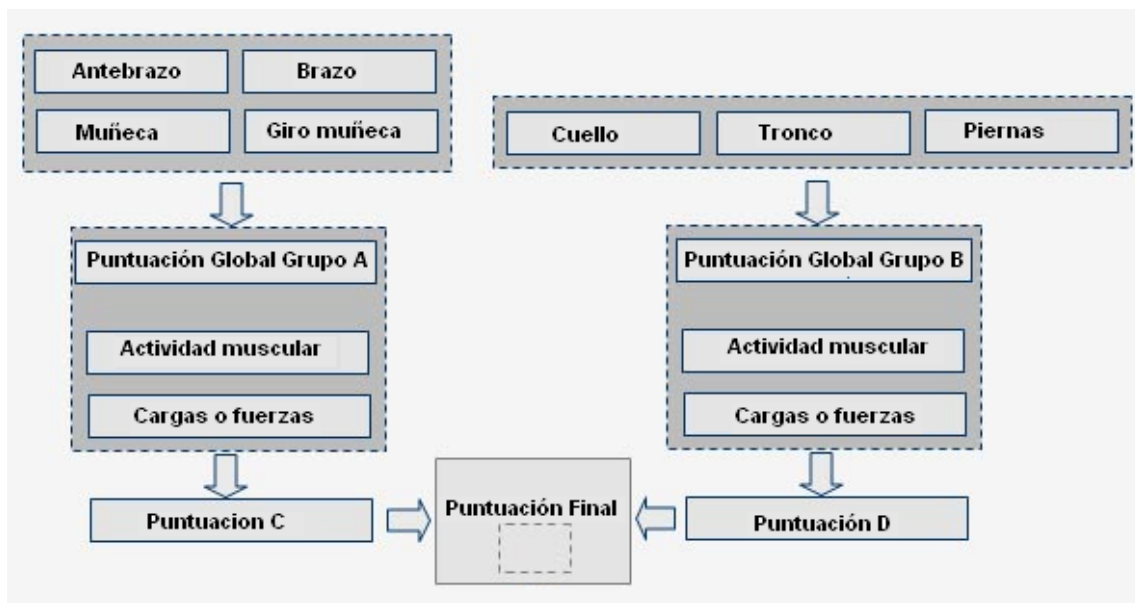 Antebrazo
Brazo
Muñeca
Giro muñeca
Cuello
Tronco
Piernas
Puntuación Global Grupo A
Actividad muscular
Cargas o fuerzas
Puntuacion C
Puntuación Global Grupo B
Actividad muscular
Cargas o fuerzas
Puntuación D
Puntuación Final